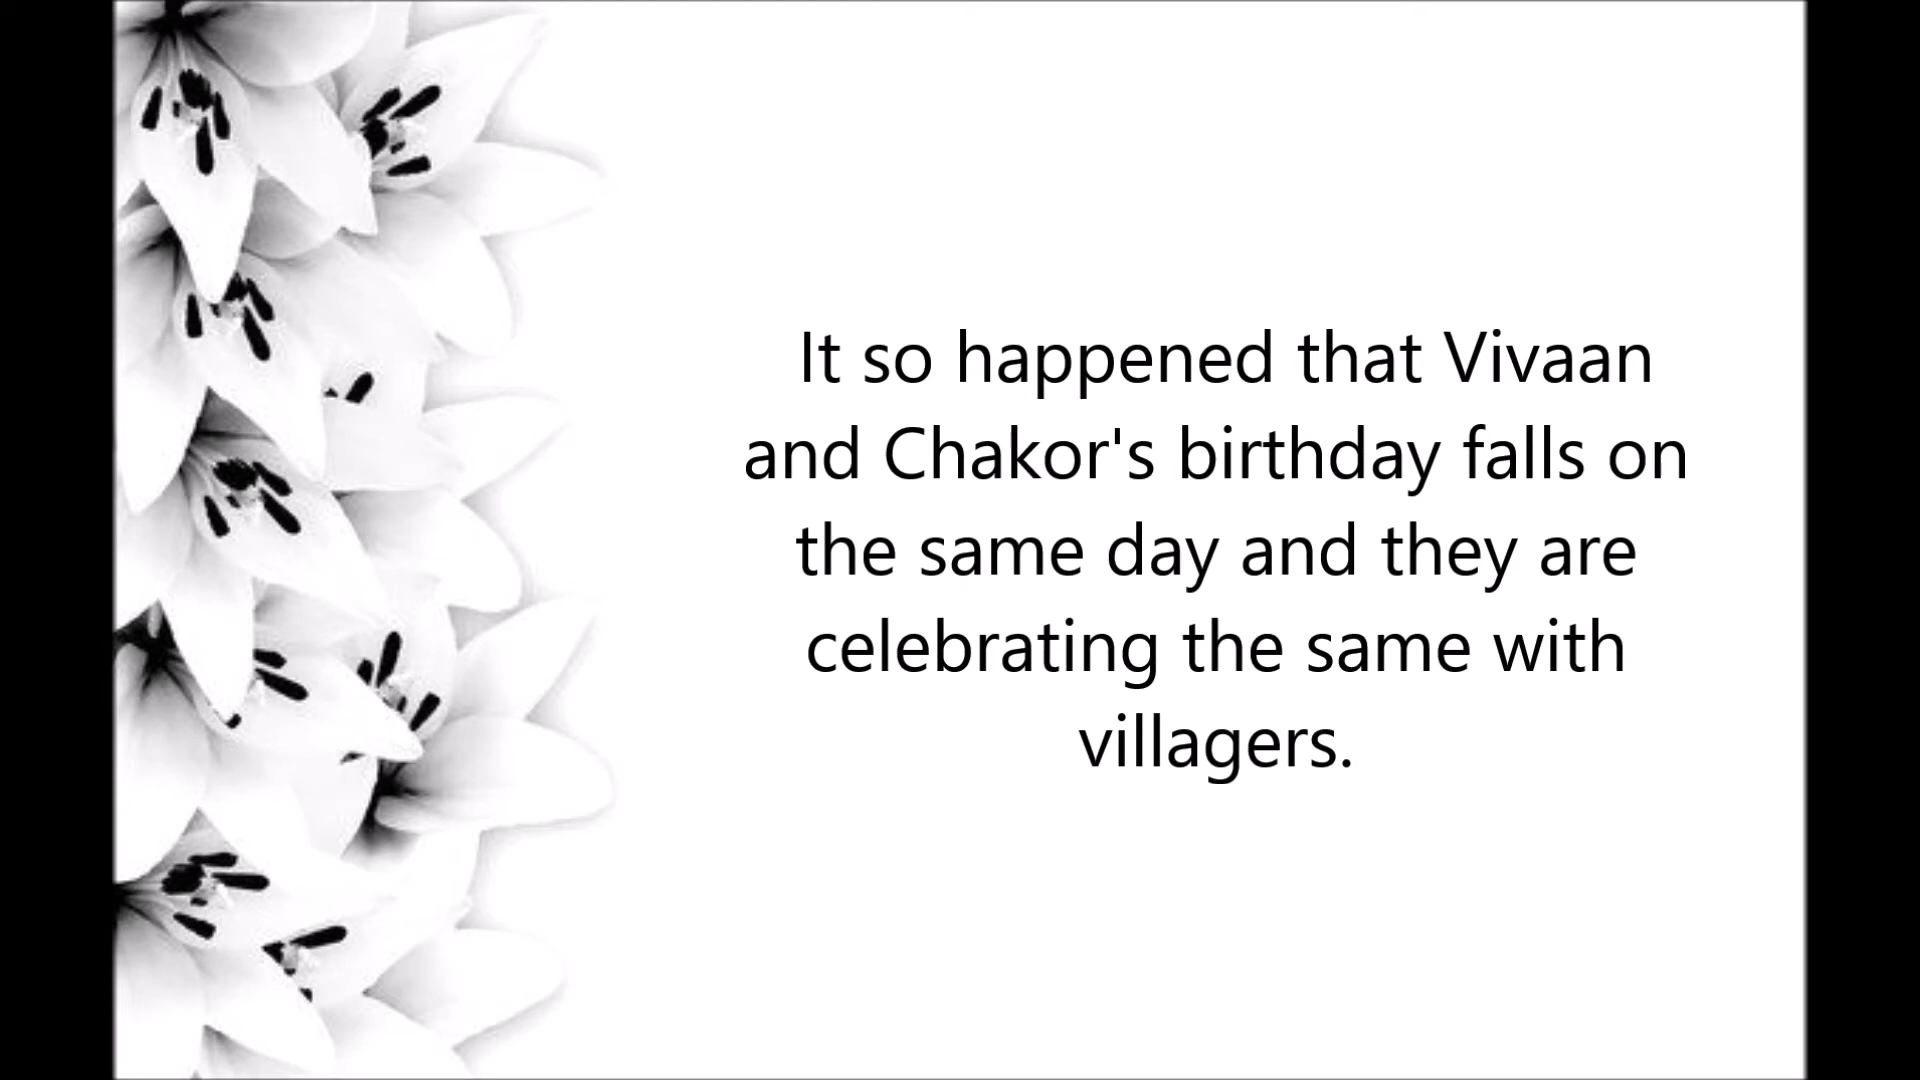 It so happened that Vivaan
and Chakor's birthday falls on
the same day and they are
celebrating the same with
villagers.